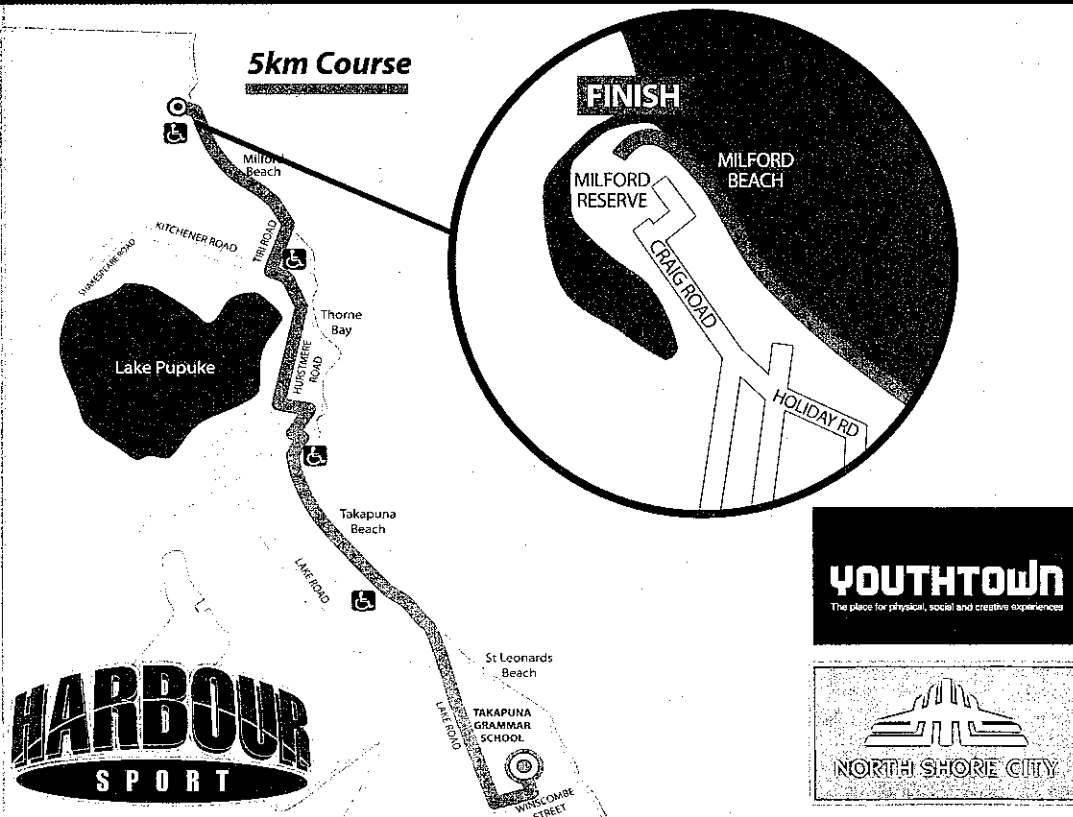 5km Course
FINISH
MILFORD
BEACH
MILFORD
RESERVE
CRAIG ROAD
HOLIDAY RD
Milford
Beach
KITCHENER ROAD
TIRI ROAD
SHAKESPEARE ROAD
Thorne
Bay
HURSTMERE
ROAD
Lake Pupuke
Takapuna
Beach
LAKE ROAD
St Leonards
Beach
TAKAPUNA
GRAMMAR
SCHOOL
LAKE ROAD
WINSCOMBE
STREET
HARBOUR
SPORT
YOUTHTOWN
The place for physical, social and creative experiences
NORTH SHORE CITY